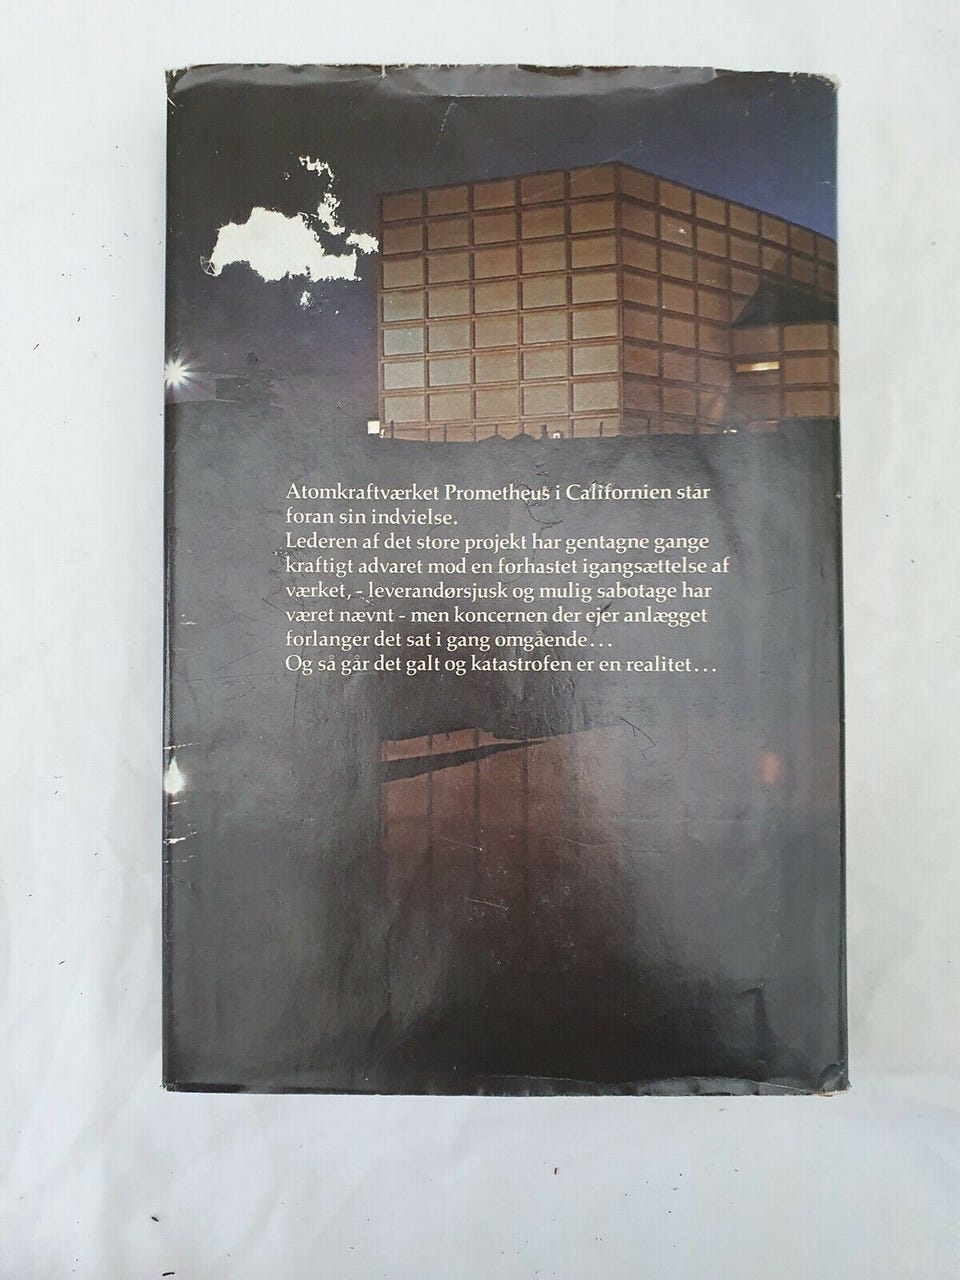 Atomkraftværket Prometheus i Californien står
foran sin indvielse.
Lederen af det store projekt har gentagne gange
kraftigt advaret mod en forhastet igangsættelse af
værket, - leverandørsjusk og mulig sabotage har
været nævnt - men koncernen der ejer anlægget
forlanger det sat i gang omgående...
Og så går det galt og katastrofen er en realitet...